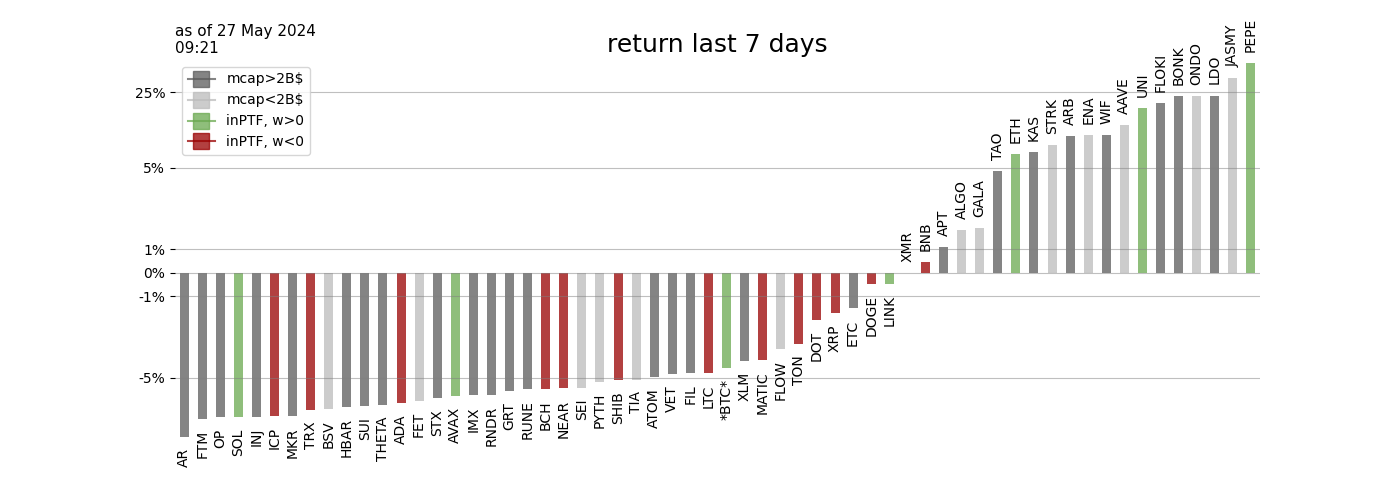 as of 27 May 2024
09:21
return last 7 days
mcap>2B$
mcap<2B$
inPTF, w>0
inPTF, w<0
25%
5%
1%
0%
-1%
-5%
AR
FTM
OP
SOL
INJ
ICP
MKR
TRX
BSV
HBAR
SUI
THETA
ADA
FET
STX
AVAX
IMX
RNDR
GRT
RUNE
BCH
NEAR
SEI
PYTH
SHIB
TIA
ATOM
VET
FIL
LTC
*BTC*
XLM
MATIC
FLOW
TON
DOT
XRP
ETC
DOGE
LINK
XMR
BNB
APT
ALGO
GALA
TAO
ETH
KAS
STRK
ARB
ENA
WIF
AAVE
UNI
FLOKI
BONK
ONDO
LDO
JASMY
PEPE